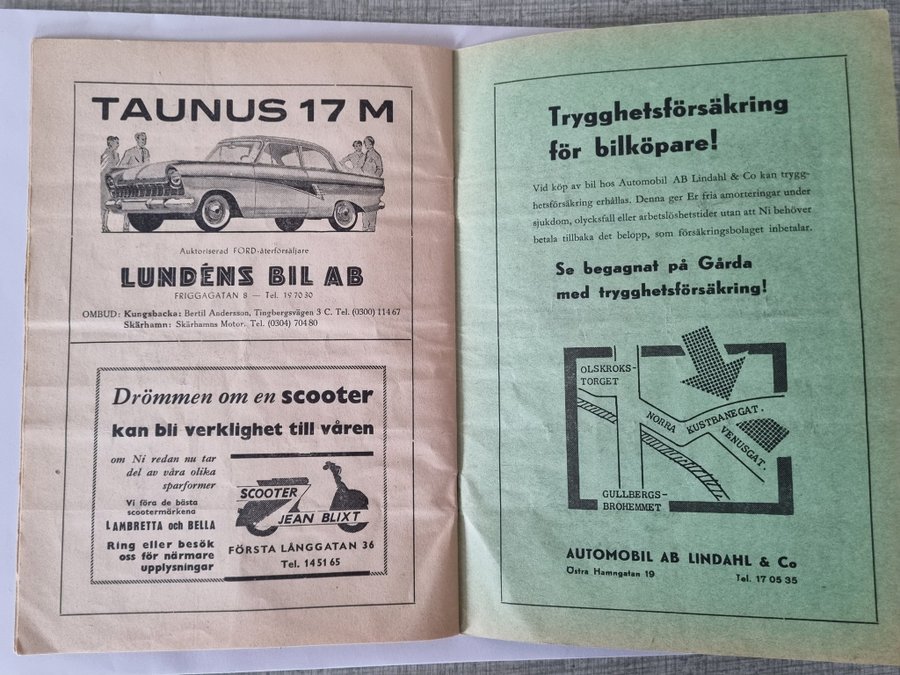 TAUNUS 17 M
Auktoriserad FORD-återförsäljare
LUNDÉNS BIL AB
FRIGGAGATAN 8 — Tel. 19 70 30
OMBUD: Kungsbacka: Bertil Andersson, Tingbergsvägen 3 C. Tel. (0300) 114 67
Skärhamn: Skärhamns Motor. Tel. (0304) 704 80
Drömmen om en scooter
kan bli verklighet till våren
om Ni redan nu tar
del av våra olika
sparformer
Vi föra de bästa
scootermärkena
LAMBRETTA och BELLA
Ring eller besök
oss för närmare
upplysningar
SCOOTER
JEAN BLIXT
FÖRSTA LÅNGGATAN 36
Tel. 14 51 65
Trygghetsförsäkring
för bilköpare!
Vid köp av bil hos Automobil AB Lindahl & Co kan trygg-
hetsförsäkring erhållas. Denna ger Er fria amorteringar under
sjukdom, olycksfall eller arbetslöshetstider utan att Ni behöver
betala tillbaka det belopp, som försäkringsbolaget inbetalar.
Se begagnat på Gårda
med trygghetsförsäkring!
OLSKROKS-
TORGET
NORRA KUSTBANEGAT.
VENUSGAT.
GULLBERGS-
BROHEMMET
AUTOMOBIL AB LINDAHL & Co
Östra Hamngatan 19 Tel. 17 05 35